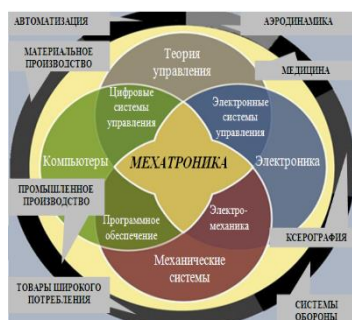 АВТОМАТИЗАЦИЯ
АЭРОДИНАМИКА
МАТЕРИАЛЬНОЕ
ПРОИЗВОДСТВО
Теория
управления
МЕДИЦИНА
Цифровые
системы
управления
Электронные
системы
управления
Компьютеры
МЕХАТРОНИКА
Электроника
ПРОМЫШЛЕННОЕ
ПРОИЗВОДСТВО
Программное
обеспечение
Электро-
механика
КСЕРОГРАФИЯ
Механические
системы
ТОВАРЫ ШИРОКОГО
ПОТРЕБЛЕНИЯ
СИСТЕМЫ
ОБОРОНЫ